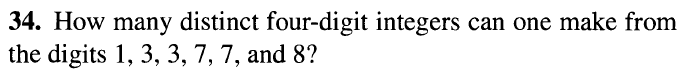 34. How many distinct four-digit integers can one make from
the digits 1, 3, 3, 7, 7, and 8?